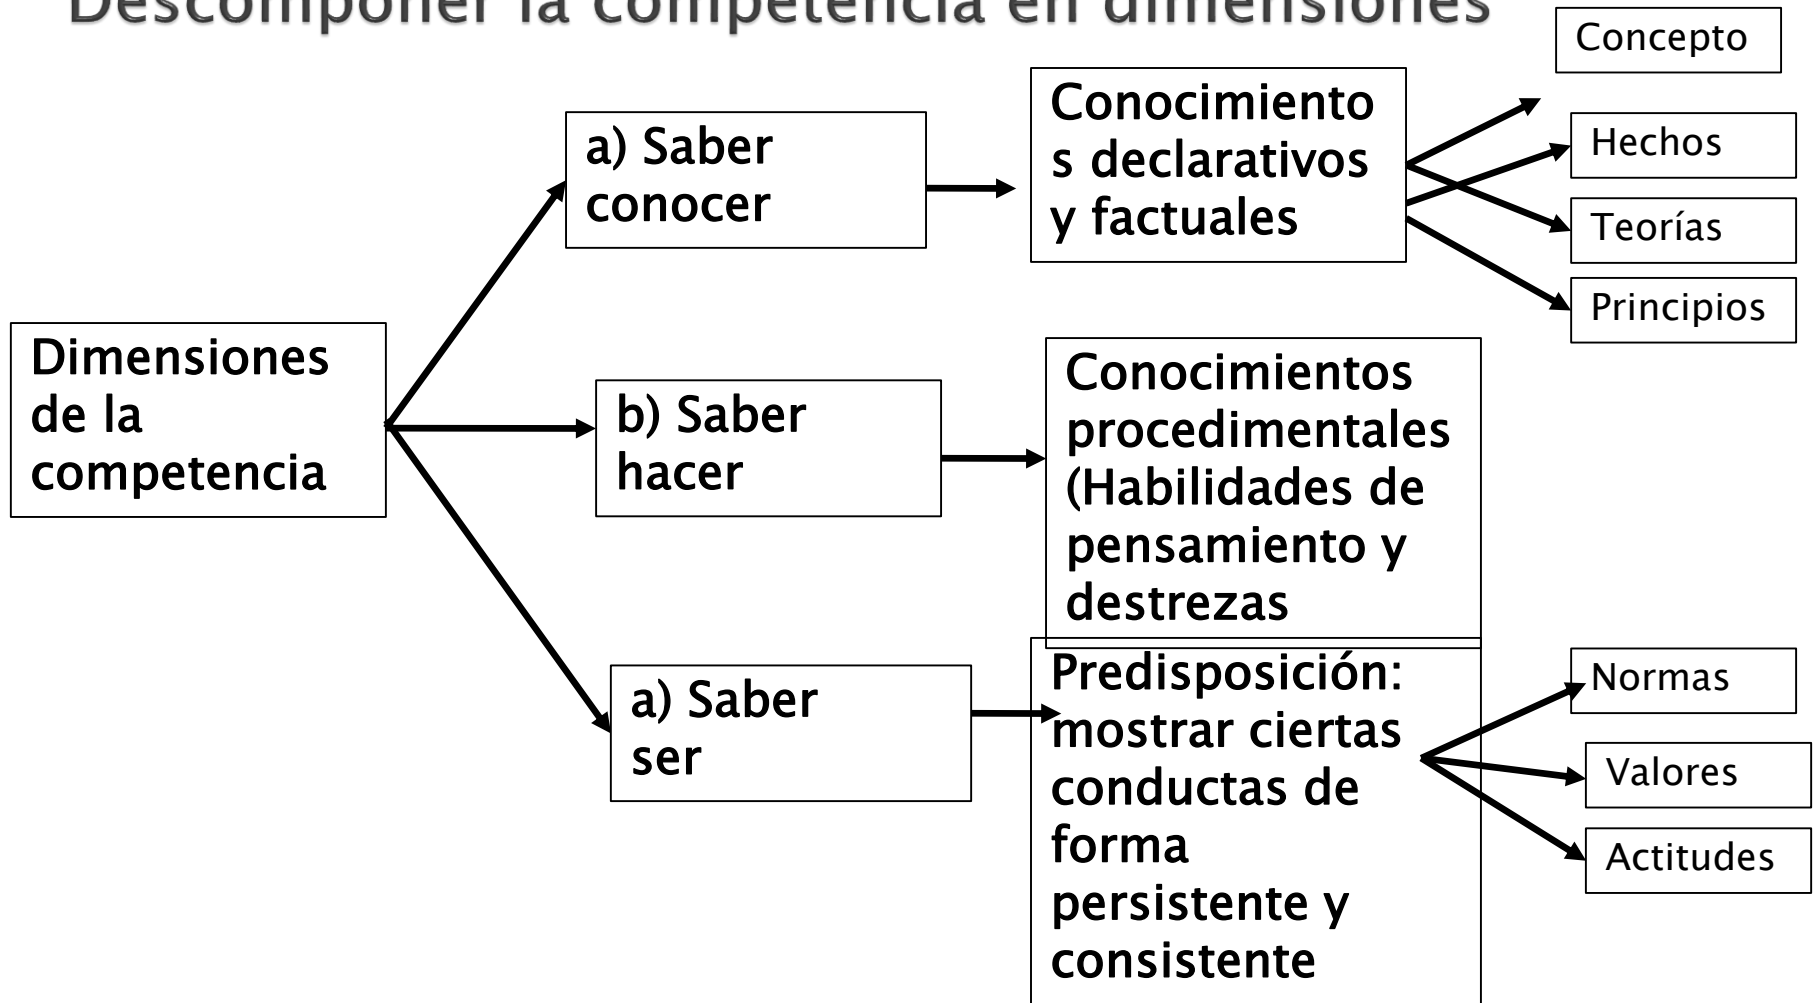 Descomponer la competencia en dimensiones
Concepto
Conocimiento
s declarativos
y factuales
a) Saber
conocer
Hechos
Teorías
Principios
Dimensiones
de la
competencia
b) Saber
hacer
Conocimientos
procedimentales
(Habilidades de
pensamiento y
destrezas
a) Saber
ser
Predisposición:
mostrar ciertas
conductas de
forma
persistente y
consistente
Normas
Valores
Actitudes